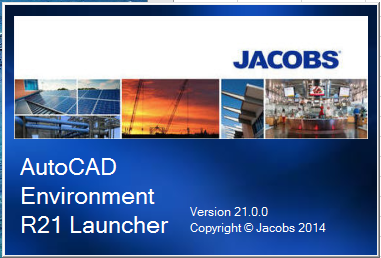 JACOBS®
AutoCAD
Environment
R21 Launcher
Version 21.0.0
Copyright © Jacobs 2014